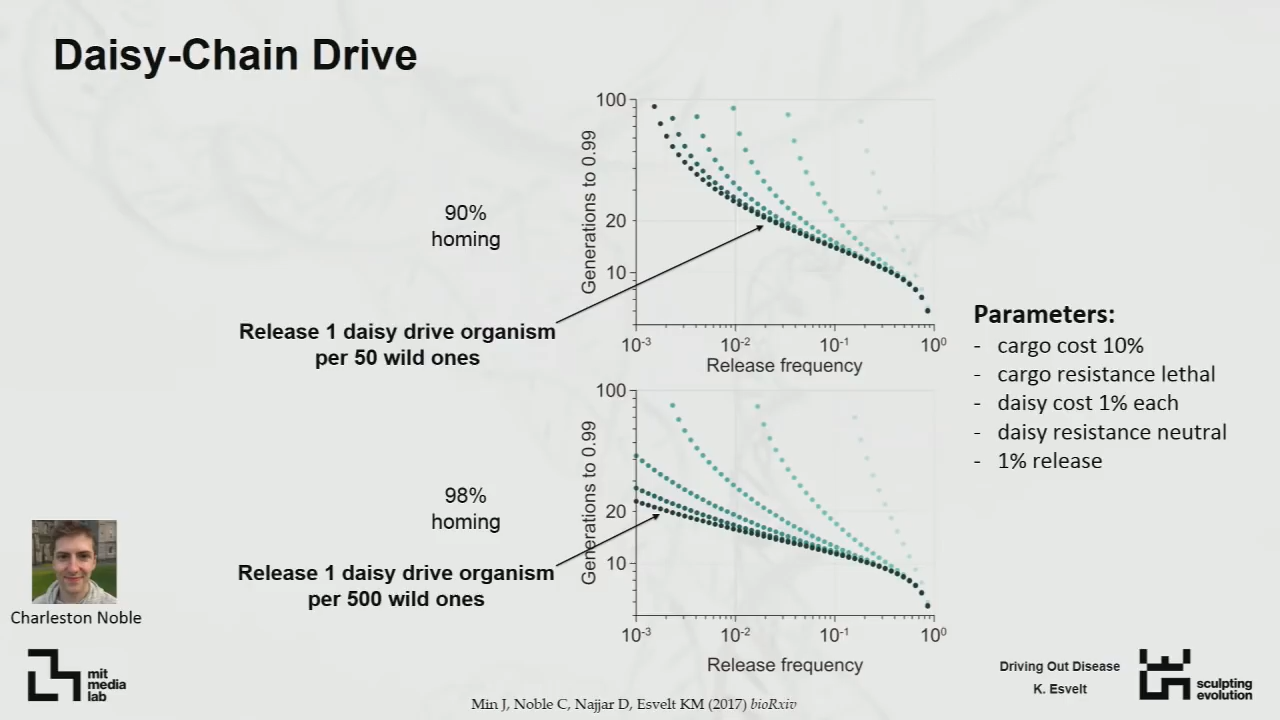 Daisy-Chain Drive
90%
homing
Release 1 daisy drive organism
per 50 wild ones
Generations to 0.99
100
20
10
10-3
10-2
10-1
100
Release frequency
98%
homing
Release 1 daisy drive organism
per 500 wild ones
Generations to 0.99
100
20
10
10-3
10-2
10-1
100
Release frequency
Parameters:
- cargo cost 10%
- cargo resistance lethal
- daisy cost 1% each
- daisy resistance neutral
- 1% release
Charleston Noble
mit
media
lab
Min J, Noble C, Najjar D, Esvelt KM (2017) bioRxiv
Driving Out Disease
K. Esvelt
sculpting
evolution